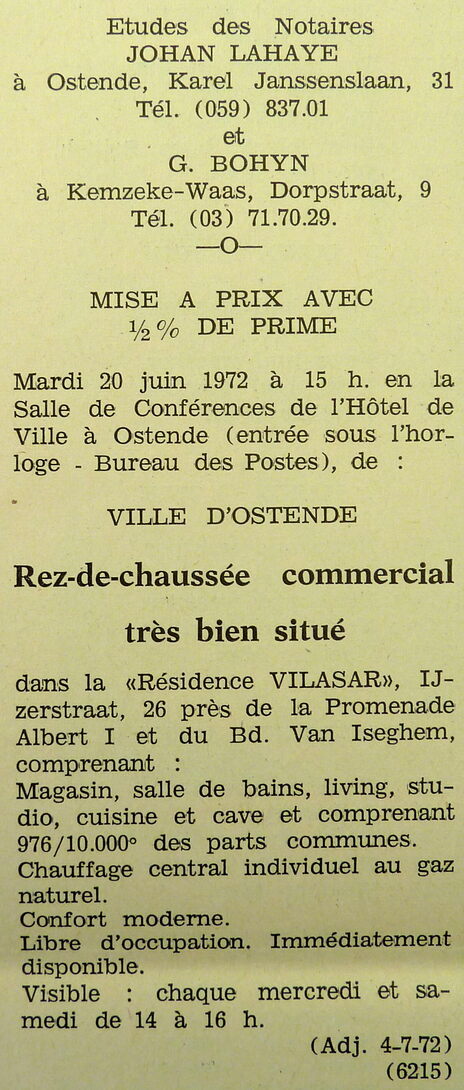 Etudes des Notaires
JOHAN LAHAYE
à Ostende, Karel Janssenslaan, 31
Tél. (059) 837.01
et
G. BOHYN
à Kemzeke-Waas, Dorpstraat, 9
Tél. (03) 71.70.29.
—O—
MISE A PRIX AVEC
½ % DE PRIME
Mardi 20 juin 1972 à 15 h. en la
Salle de Conférences de l'Hôtel de
Ville à Ostende (entrée sous l'hor-
loge - Bureau des Postes), de :
VILLE D'OSTENDE
Rez-de-chaussée commercial
très bien situé
dans la «Résidence VILASAR», IJ-
zerstraat, 26 près de la Promenade
Albert I et du Bd. Van Iseghem,
comprenant :
Magasin, salle de bains, living, stu-
dio, cuisine et cave et comprenant
976/10.000° des parts communes.
Chauffage central individuel au gaz
naturel.
Confort moderne.
Libre d'occupation. Immédiatement
disponible.
Visible : chaque mercredi et sa-
medi de 14 à 16 h.
(Adj. 4-7-72)
(6215)